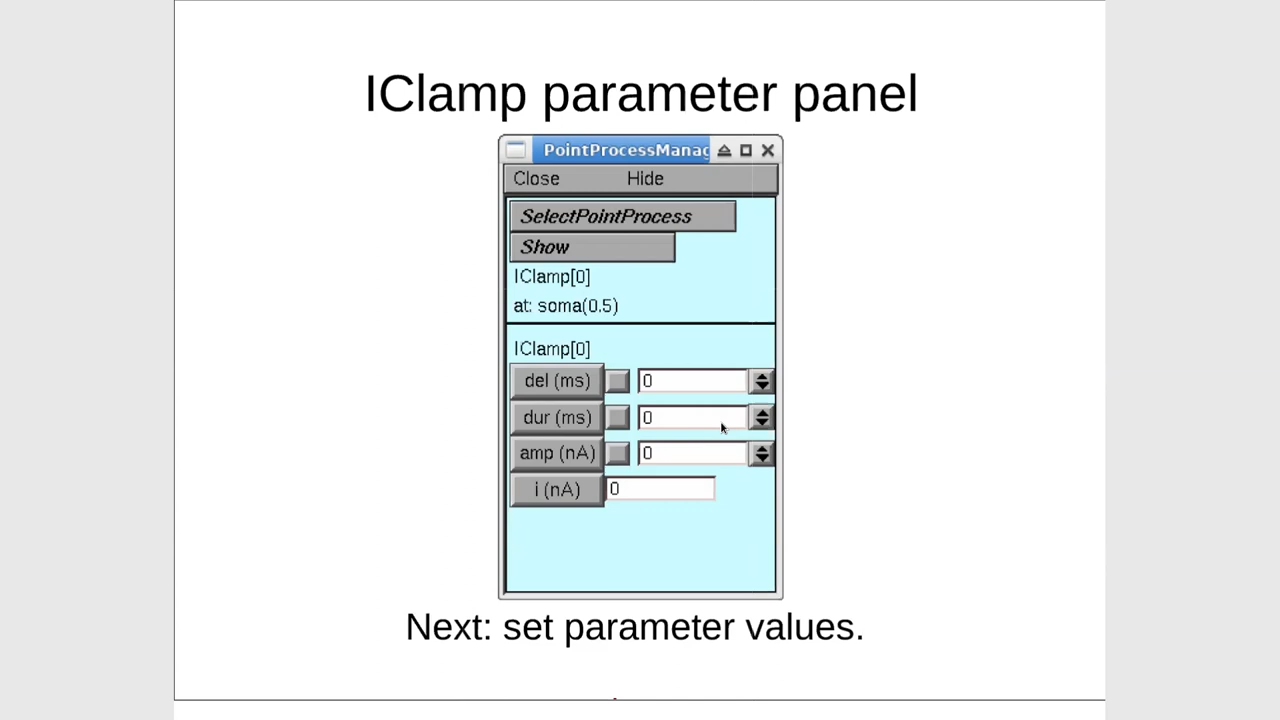 IClamp parameter panel
PointProcessManag
Close Hide
SelectPointProcess
Show
IClamp[0]
at: soma(0.5)
IClamp[0]
del (ms) 0
dur (ms) 0
amp (nA) 0
i (nA) 0
Next: set parameter values.